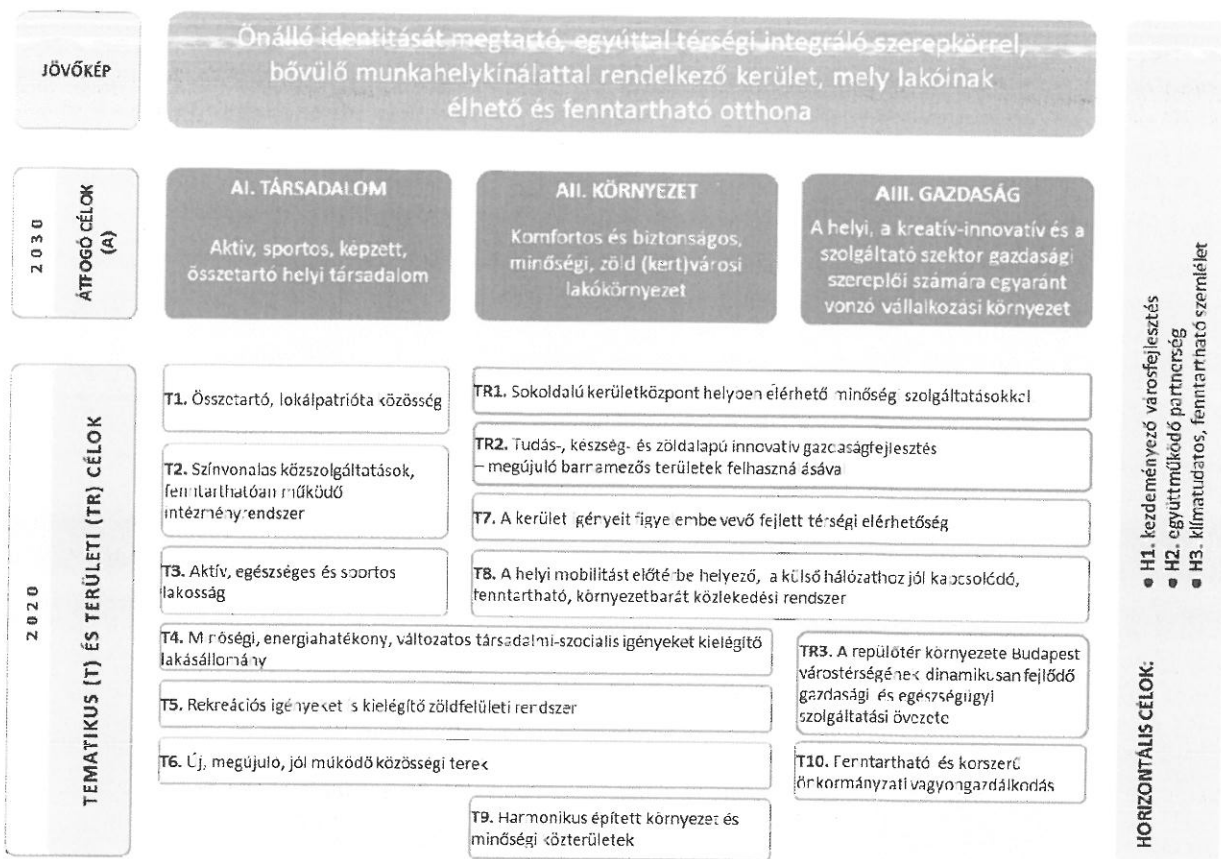 JÖVŐKÉP
Önálló identitását megtartó, egyúttal térségi integráló szerepkörrel,
bővülő munkahelykínálattal rendelkező kerület, mely lakóinak
élhető és fenntartható otthona
2030
ÁTFOGÓ CÉLOK
(A)
AI. TÁRSADALOM
Aktív, sportos, képzett,
összetartó helyi társadalom
AII. KÖRNYEZET
Komfortos és biztonságos,
minőségi, zöld (kert)városi
lakókörnyezet
AIII. GAZDASÁG
A helyi, a kreatív-innovatív és a
szolgáltató szektor gazdasági
szereplői számára egyaránt
vonzó vállalkozási környezet
2020
TEMATIKUS (T) ÉS TERÜLETI (TR) CÉLOK
T1. Összetartó, lokálpatrióta közösség
T2. Színvonalas közszolgáltatások,
fenntarthatóan működő
intézményrendszer
T3. Aktív, egészséges és sportos
lakosság
TR1. Sokoldalú kerületközpont helyben elérhető minőségi szolgáltatásokkal
TR2. Tudás-, készség- és zöldalapú innovatív gazdaságfejlesztés
– megújuló barnamezős területek felhasználásával
T7. A kerület igényeit figyelembe vevő fejlett térségi elérhetőség
T8. A helyi mobilitást előtérbe helyező, a külső hálózathoz jól kapcsolódó,
fenntartható, környezetbarát közlekedési rendszer
T4. Minőségi, energiahatékony, változatos társadalmi-szociális igényeket kielégítő
lakásállomány
T5. Rekreációs igényeket is kielégítő zöldfelületi rendszer
T6. Új, megújuló, jól működő közösségi terek
TR3. A repülőtér környezete Budapest
várostérségének dinamikusan fejlődő
gazdasági és egészségügyi
szolgáltatási övezete
T10. Fenntartható és korszerű
önkormányzati vagyongazdálkodás
T9. Harmonikus épített környezet és
minőségi közterületek
HORIZONTÁLIS CÉLOK:
● H1. kezdeményező városfejlesztés
● H2. együttműködő partnerség
● H3. klímatudatos, fenntartható szemlélet